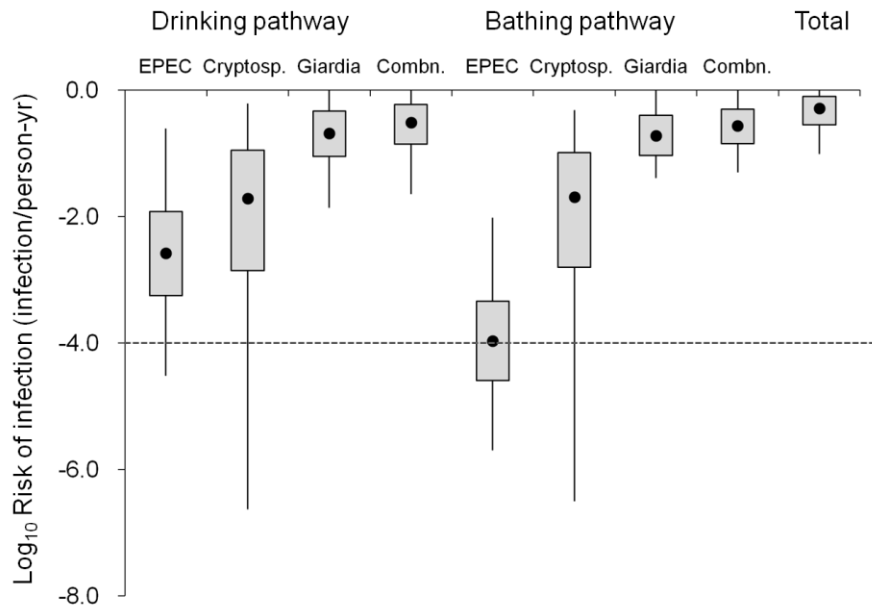 Drinking pathway Bathing pathway Total
EPEC Cryptosp. Giardia Combn. EPEC Cryptosp. Giardia Combn.
0.0
-2.0
-4.0
-6.0
-8.0
Log₁₀ Risk of infection (infection/person-yr)